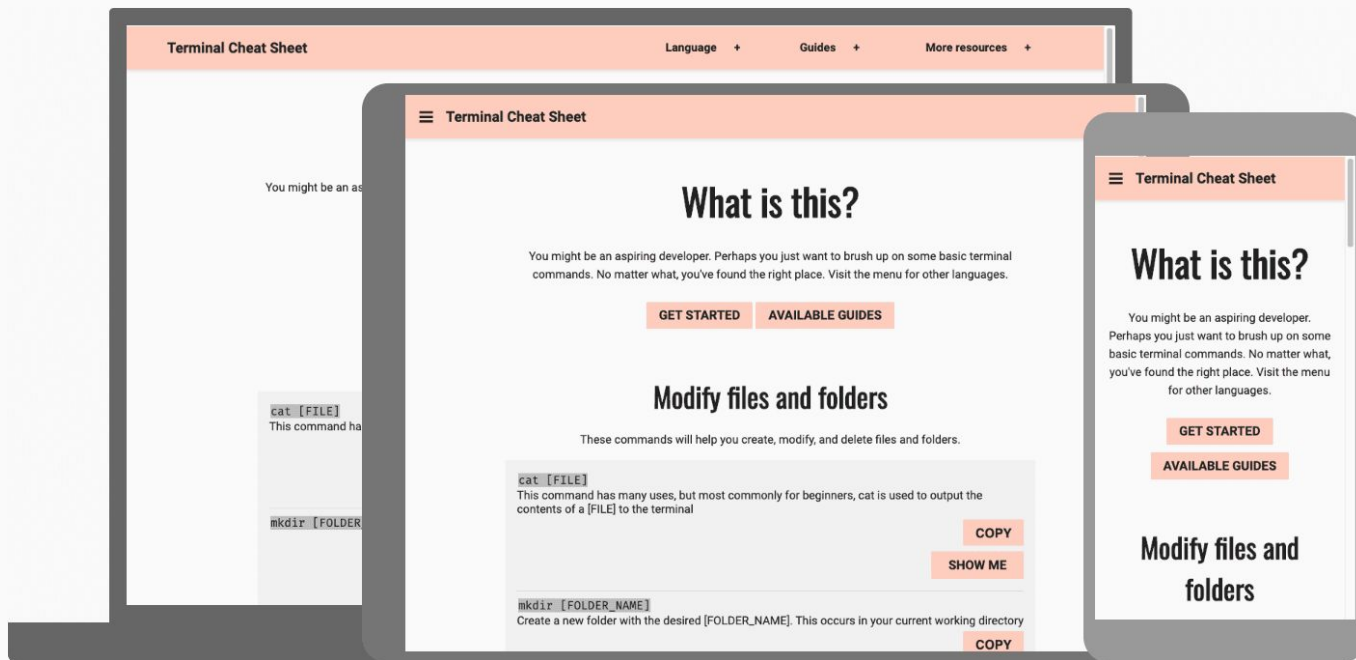 Terminal Cheat Sheet
Language +
Guides +
More resources +
You might be an as
cat [FILE]
This command ha
mkdir [FOLDER
Terminal Cheat Sheet
What is this?
You might be an aspiring developer. Perhaps you just want to brush up on some basic terminal
commands. No matter what, you've found the right place. Visit the menu for other languages.
GET STARTED
AVAILABLE GUIDES
Modify files and folders
These commands will help you create, modify, and delete files and folders.
cat [FILE]
This command has many uses, but most commonly for beginners, cat is used to output the
contents of a [FILE] to the terminal
COPY
SHOW ME
mkdir [FOLDER_NAME]
Create a new folder with the desired [FOLDER_NAME]. This occurs in your current working directory
COPY
Terminal Cheat Sheet
What is this?
You might be an aspiring developer.
Perhaps you just want to brush up on some
basic terminal commands. No matter what,
you've found the right place. Visit the menu
for other languages.
GET STARTED
AVAILABLE GUIDES
Modify files and
folders